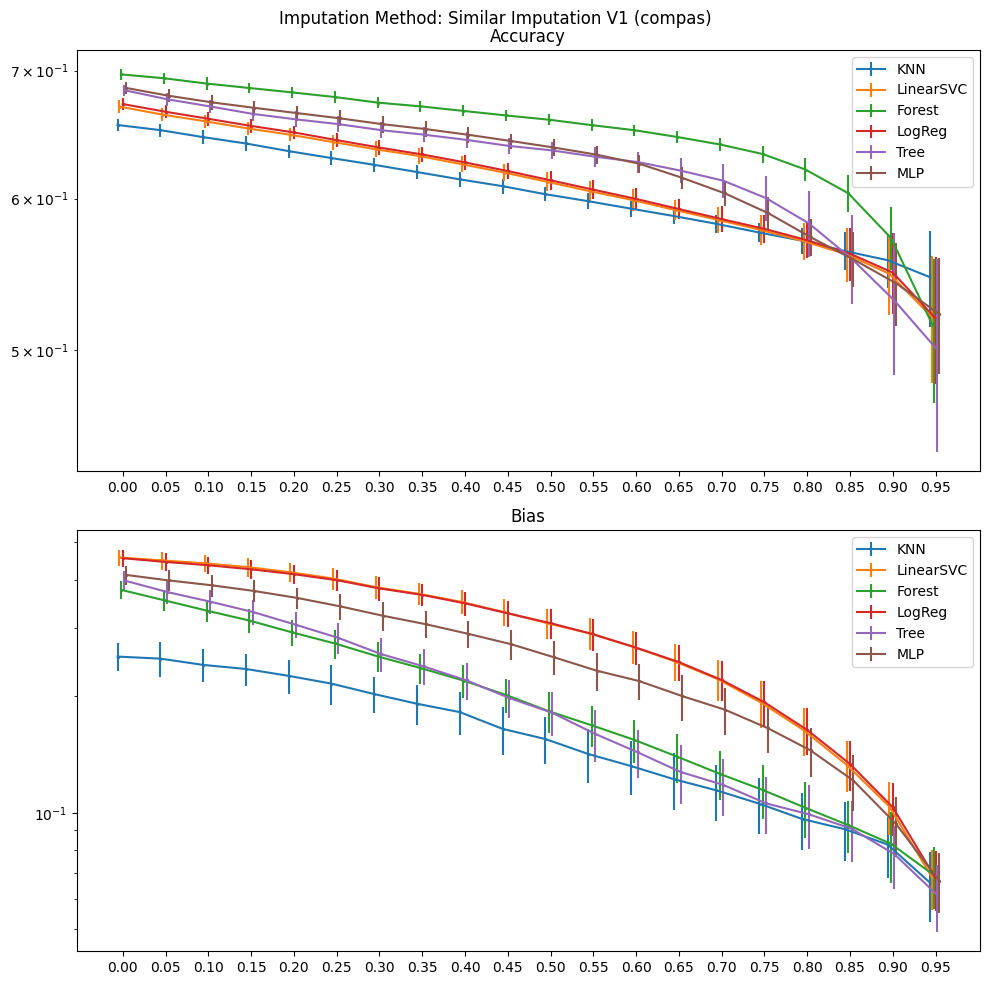 Imputation Method: Similar Imputation V1 (compas)
Accuracy
7 × 10⁻¹
6 × 10⁻¹
5 × 10⁻¹
KNN
LinearSVC
Forest
LogReg
Tree
MLP
0.00 0.05 0.10 0.15 0.20 0.25 0.30 0.35 0.40 0.45 0.50 0.55 0.60 0.65 0.70 0.75 0.80 0.85 0.90 0.95
Bias
10⁻¹
KNN
LinearSVC
Forest
LogReg
Tree
MLP
0.00 0.05 0.10 0.15 0.20 0.25 0.30 0.35 0.40 0.45 0.50 0.55 0.60 0.65 0.70 0.75 0.80 0.85 0.90 0.95